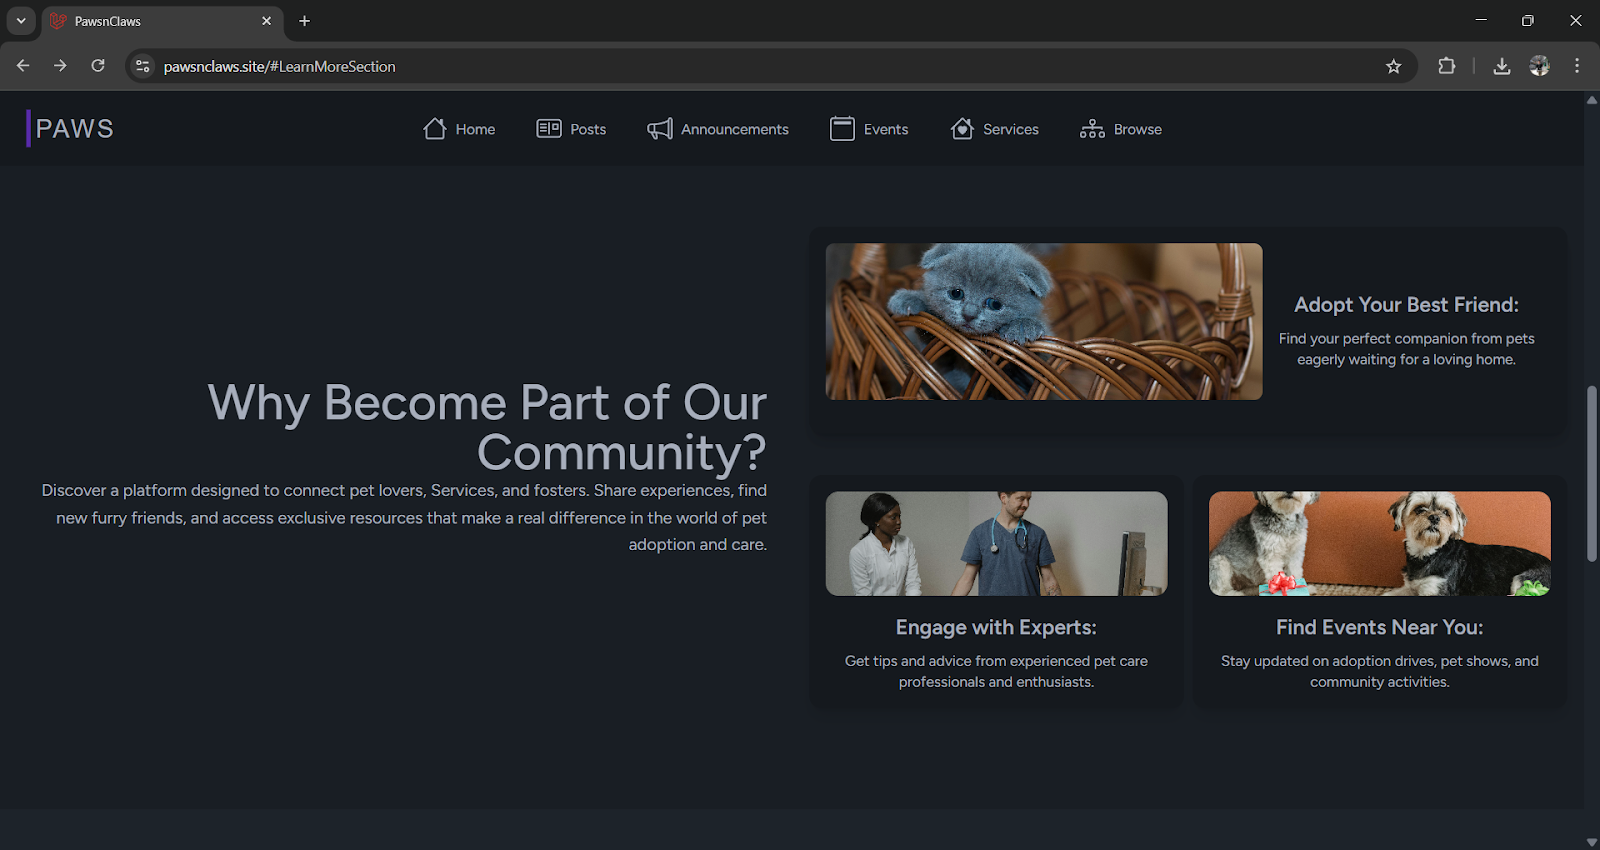 PawsnClaws
pawsnclaws.site/#LearnMoreSection
PAWS
Home
Posts
Announcements
Events
Services
Browse
Why Become Part of Our
Community?
Discover a platform designed to connect pet lovers, Services, and fosters. Share experiences, find
new furry friends, and access exclusive resources that make a real difference in the world of pet
adoption and care.
Adopt Your Best Friend:
Find your perfect companion from pets
eagerly waiting for a loving home.
Engage with Experts:
Get tips and advice from experienced pet care
professionals and enthusiasts.
Find Events Near You:
Stay updated on adoption drives, pet shows, and
community activities.